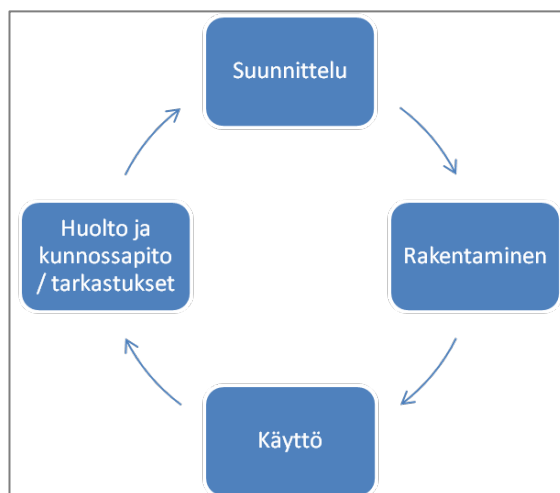 Suunnittelu
Rakentaminen
Käyttö
Huolto ja
kunnossapito
/ tarkastukset